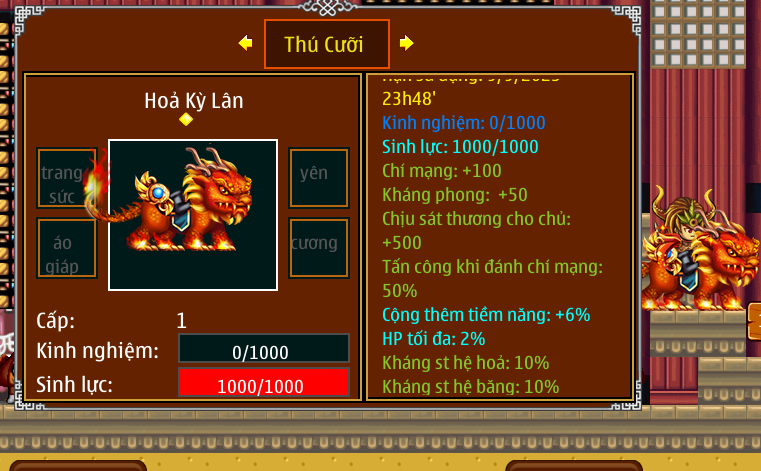 Thú Cưỡi
Hoả Kỳ Lân
trang
sức
yên
áo
giáp
cương
Cấp: 1
Kinh nghiệm: 0/1000
Sinh lực: 1000/1000
23h48'
Kinh nghiệm: 0/1000
Sinh lực: 1000/1000
Chí mạng: +100
Kháng phong: +50
Chịu sát thương cho chủ:
+500
Tấn công khi đánh chí mạng:
50%
Cộng thêm tiềm năng: +6%
HP tối đa: 2%
Kháng st hệ hoả: 10%
Kháng st hệ băng: 10%